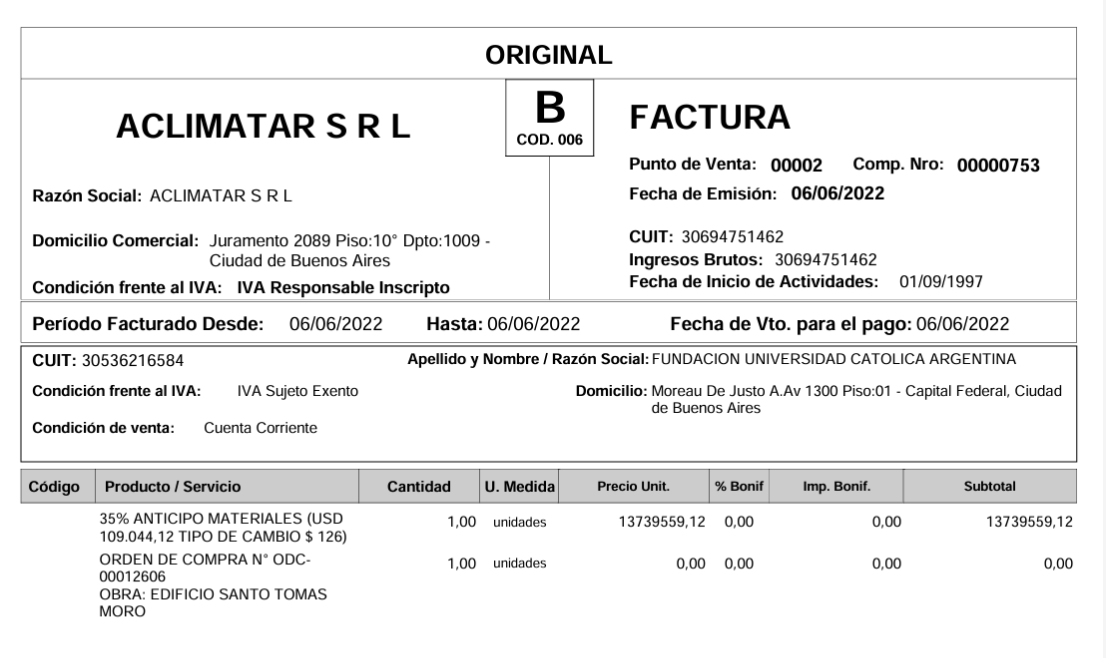 ORIGINAL
ACLIMATAR S R L
B
COD. 006
FACTURA
Punto de Venta: 00002 Comp. Nro: 00000753
Razón Social: ACLIMATAR S R L
Fecha de Emisión: 06/06/2022
Domicilio Comercial: Juramento 2089 Piso:10° Dpto:1009 -
Ciudad de Buenos Aires
CUIT: 30694751462
Ingresos Brutos: 30694751462
Condición frente al IVA: IVA Responsable Inscripto
Fecha de Inicio de Actividades: 01/09/1997
Período Facturado Desde: 06/06/2022 Hasta: 06/06/2022 Fecha de Vto. para el pago: 06/06/2022
CUIT: 30536216584 Apellido y Nombre / Razón Social: FUNDACION UNIVERSIDAD CATOLICA ARGENTINA
Condición frente al IVA: IVA Sujeto Exento Domicilio: Moreau De Justo A.Av 1300 Piso:01 - Capital Federal, Ciudad
de Buenos Aires
Condición de venta: Cuenta Corriente
Código Producto / Servicio Cantidad U. Medida Precio Unit. % Bonif Imp. Bonif. Subtotal
35% ANTICIPO MATERIALES (USD 1,00 unidades 13739559,12 0,00 0,00 13739559,12
109.044,12 TIPO DE CAMBIO $ 126)
ORDEN DE COMPRA N° ODC- 1,00 unidades 0,00 0,00 0,00 0,00
00012606
OBRA: EDIFICIO SANTO TOMAS
MORO